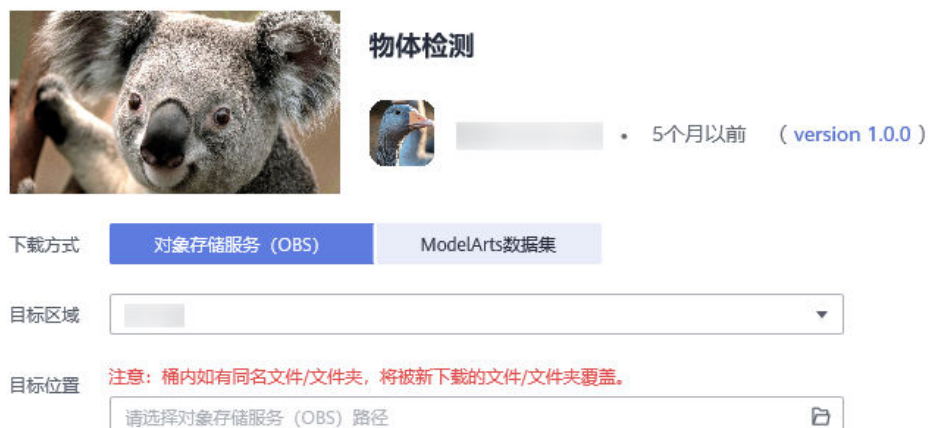 物体检测
• 5个月以前 （ version 1.0.0 ）
下载方式 对象存储服务（OBS） ModelArts数据集
目标区域
目标位置 注意：桶内如有同名文件/文件夹，将被新下载的文件/文件夹覆盖。
请选择对象存储服务（OBS）路径